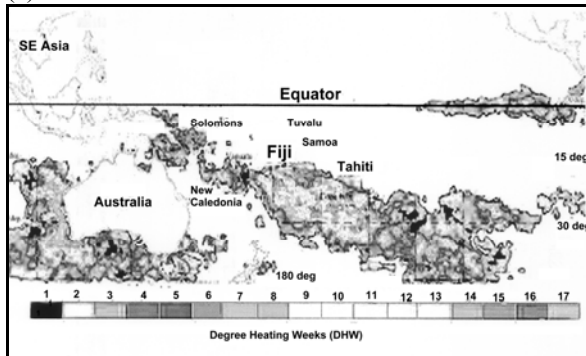 SE Asia
Equator
Solomons
Tuvalu
Samoa
15 deg
Fiji
Tahiti
Australia
New
Caledonia
30 deg
180 deg
1 2 3 4 5 6 7 8 9 10 11 12 13 14 15 16 17
Degree Heating Weeks (DHW)